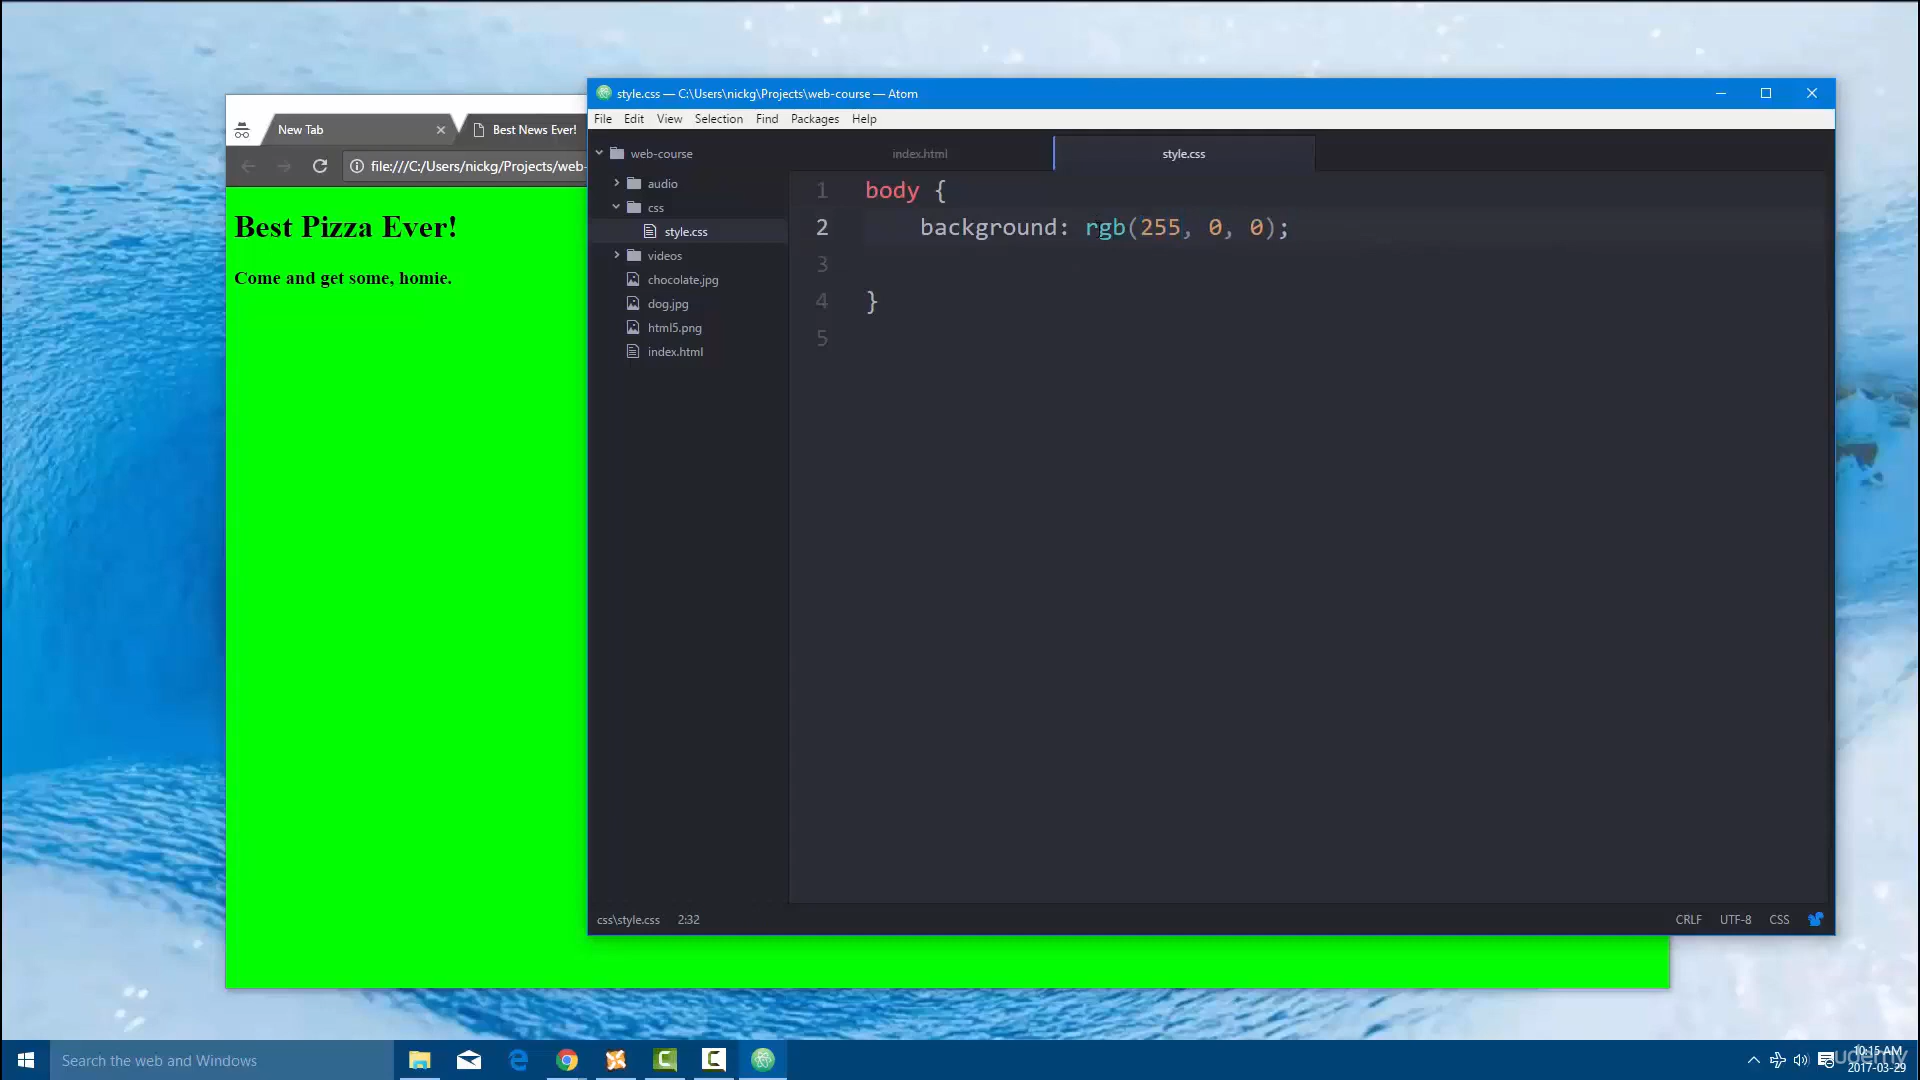 style.css — C:\Users\nickg\Projects\web-course — Atom
File Edit View Selection Find Packages Help
New Tab
Best News Ever!
file:///C:/Users/nickg/Projects/web-
web-course
audio
css
style.css
videos
chocolate.jpg
dog.jpg
html5.png
index.html
index.html
style.css
1 body {
2 background: rgb(255, 0, 0);
3
4 }
5
Best Pizza Ever!
Come and get some, homie.
css\style.css 2:32
CRLF UTF-8 CSS
Search the web and Windows
10:15 AM
2017-03-29
udemy